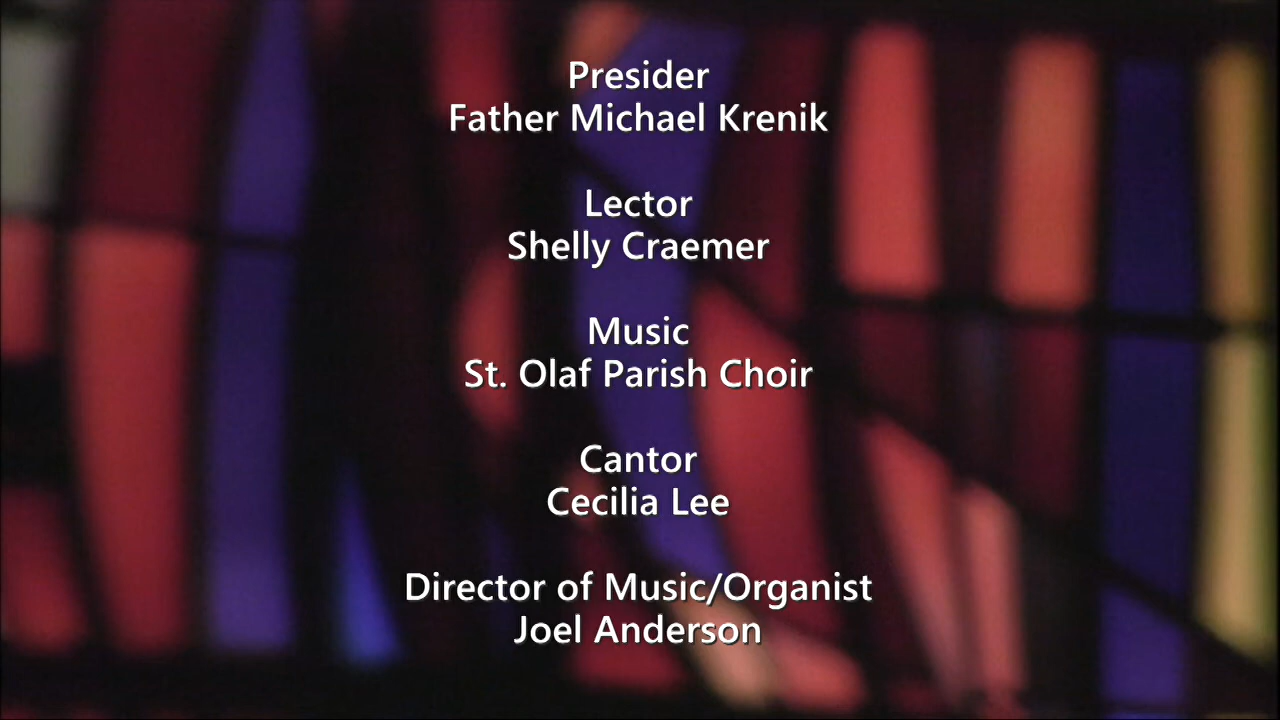 Presider
Father Michael Krenik
Lector
Shelly Craemer
Music
St. Olaf Parish Choir
Cantor
Cecilia Lee
Director of Music/Organist
Joel Anderson